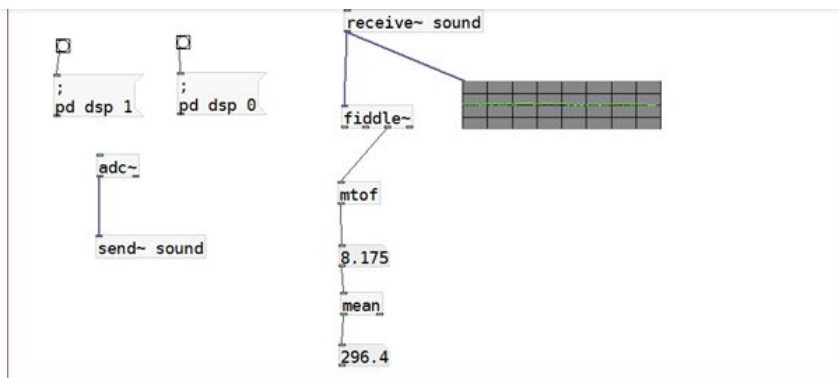 receive~ sound
;
pd dsp 1
;
pd dsp 0
fiddle~
adc~
mtof
send~ sound
8.175
mean
296.4